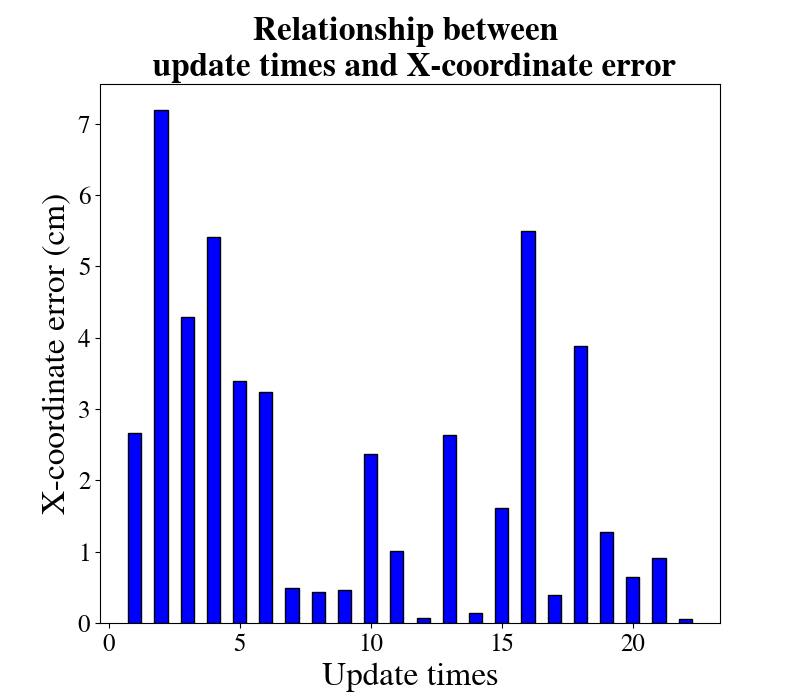 Relationship between
update times and X-coordinate error
7
6
5
4
3
2
1
0
X-coordinate error (cm)
0 5 10 15 20
Update times